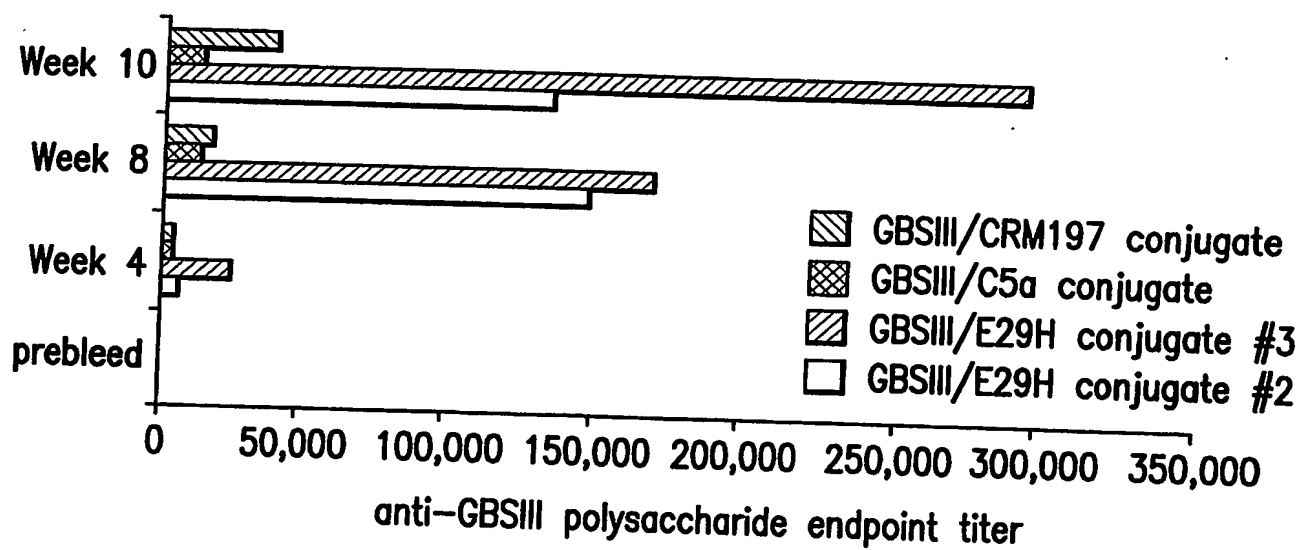 Week 10
Week 8
Week 4
prebleed
GBSIII/CRM197 conjugate
GBSIII/C5a conjugate
GBSIII/E29H conjugate #3
GBSIII/E29H conjugate #2
0 50,000 100,000 150,000 200,000 250,000 300,000 350,000
anti-GBSIII polysaccharide endpoint titer